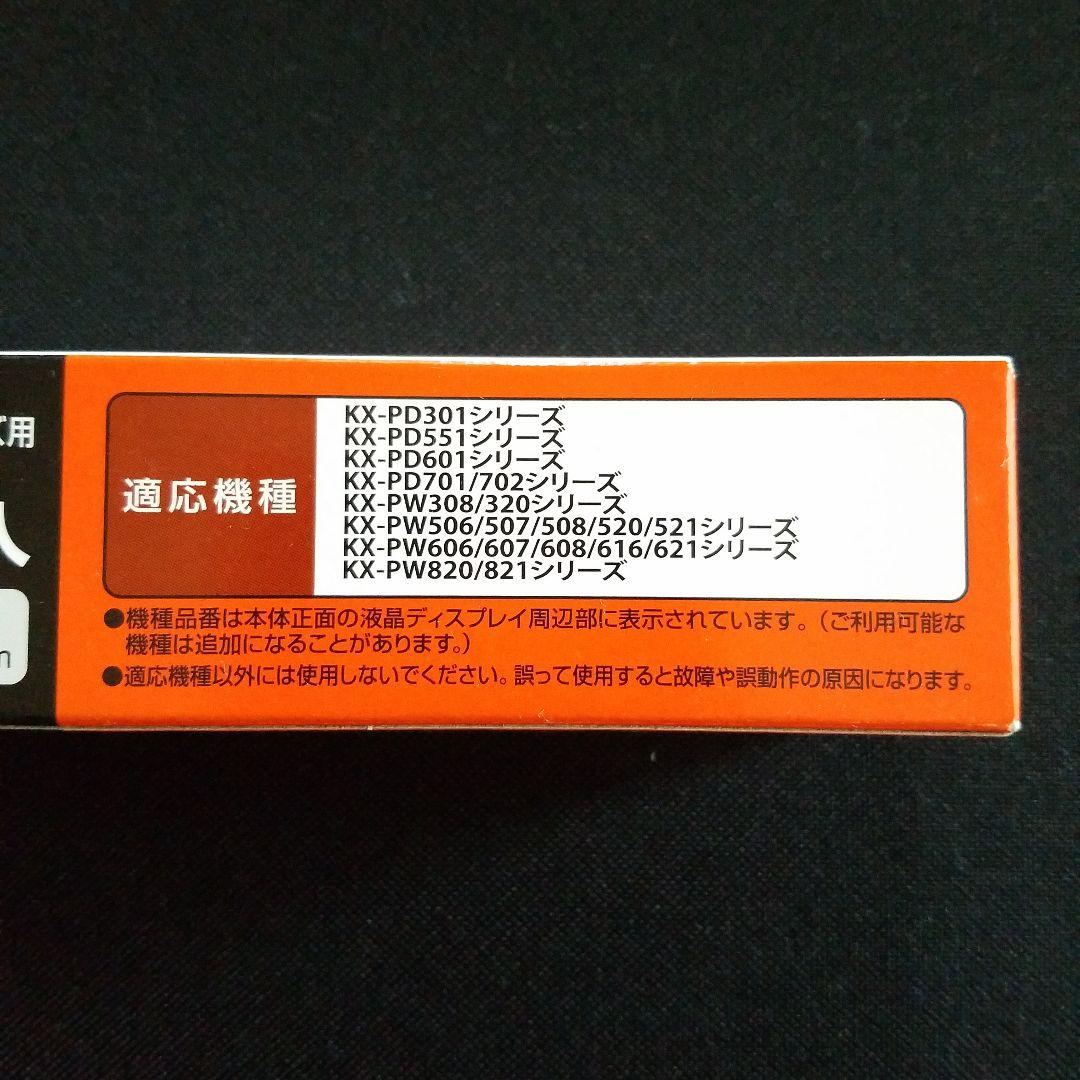 用
人
m
適応機種
KX-PD301シリーズ
KX-PD551シリーズ
KX-PD601シリーズ
KX-PD701/702シリーズ
KX-PW308/320シリーズ
KX-PW506/507/508/520/521シリーズ
KX-PW606/607/608/616/621シリーズ
KX-PW820/821シリーズ
●機種品番は本体正面の液晶ディスプレイ周辺部に表示されています。（ご利用可能な
機種は追加になることがあります。）
●適応機種以外には使用しないでください。誤って使用すると故障や誤動作の原因になります。